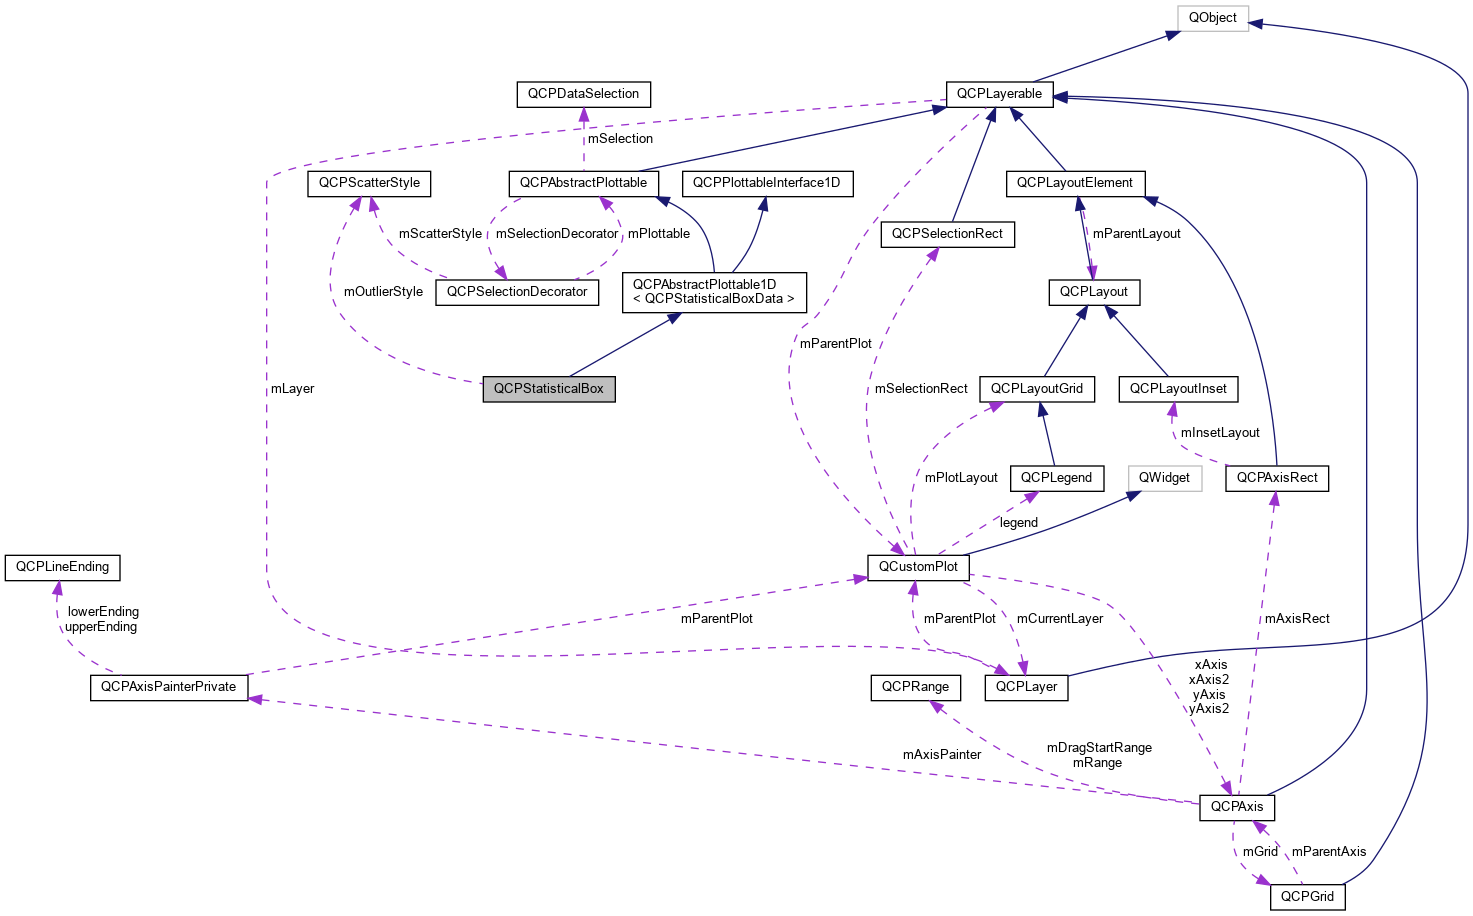 QObject
QCPDataSelection
QCPLayerable
mSelection
QCPScatterStyle
QCPAbstractPlottable
QCPPlottableInterface1D
QCPLayoutElement
mScatterStyle
mSelectionDecorator
mPlottable
QCPSelectionRect
mParentLayout
mOutlierStyle
QCPSelectionDecorator
QCPAbstractPlottable1D
< QCPStatisticalBoxData >
QCPLayout
mParentPlot
mLayer
QCPStatisticalBox
mSelectionRect
QCPLayoutGrid
QCPLayoutInset
mInsetLayout
mPlotLayout
QCPLegend
QWidget
QCPAxisRect
legend
QCPLineEnding
QCustomPlot
lowerEnding
upperEnding
mParentPlot
mParentPlot
mCurrentLayer
mAxisRect
xAxis
xAxis2
yAxis
yAxis2
QCPAxisPainterPrivate
QCPRange
QCPLayer
mAxisPainter
mDragStartRange
mRange
QCPAxis
mGrid
mParentAxis
QCPGrid